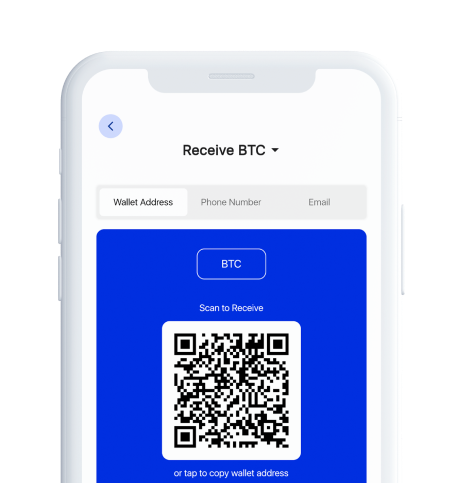 Receive BTC
Wallet Address Phone Number Email
BTC
Scan to Receive
or tap to copy wallet address